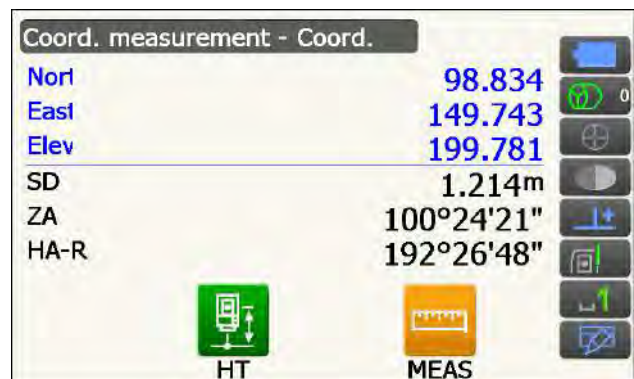 Coord. measurement - Coord.
Nort 98.834
0
East 149.743
Elev 199.781
SD 1.214m
ZA 100°24'21"
HA-R 192°26'48"
HT MEAS